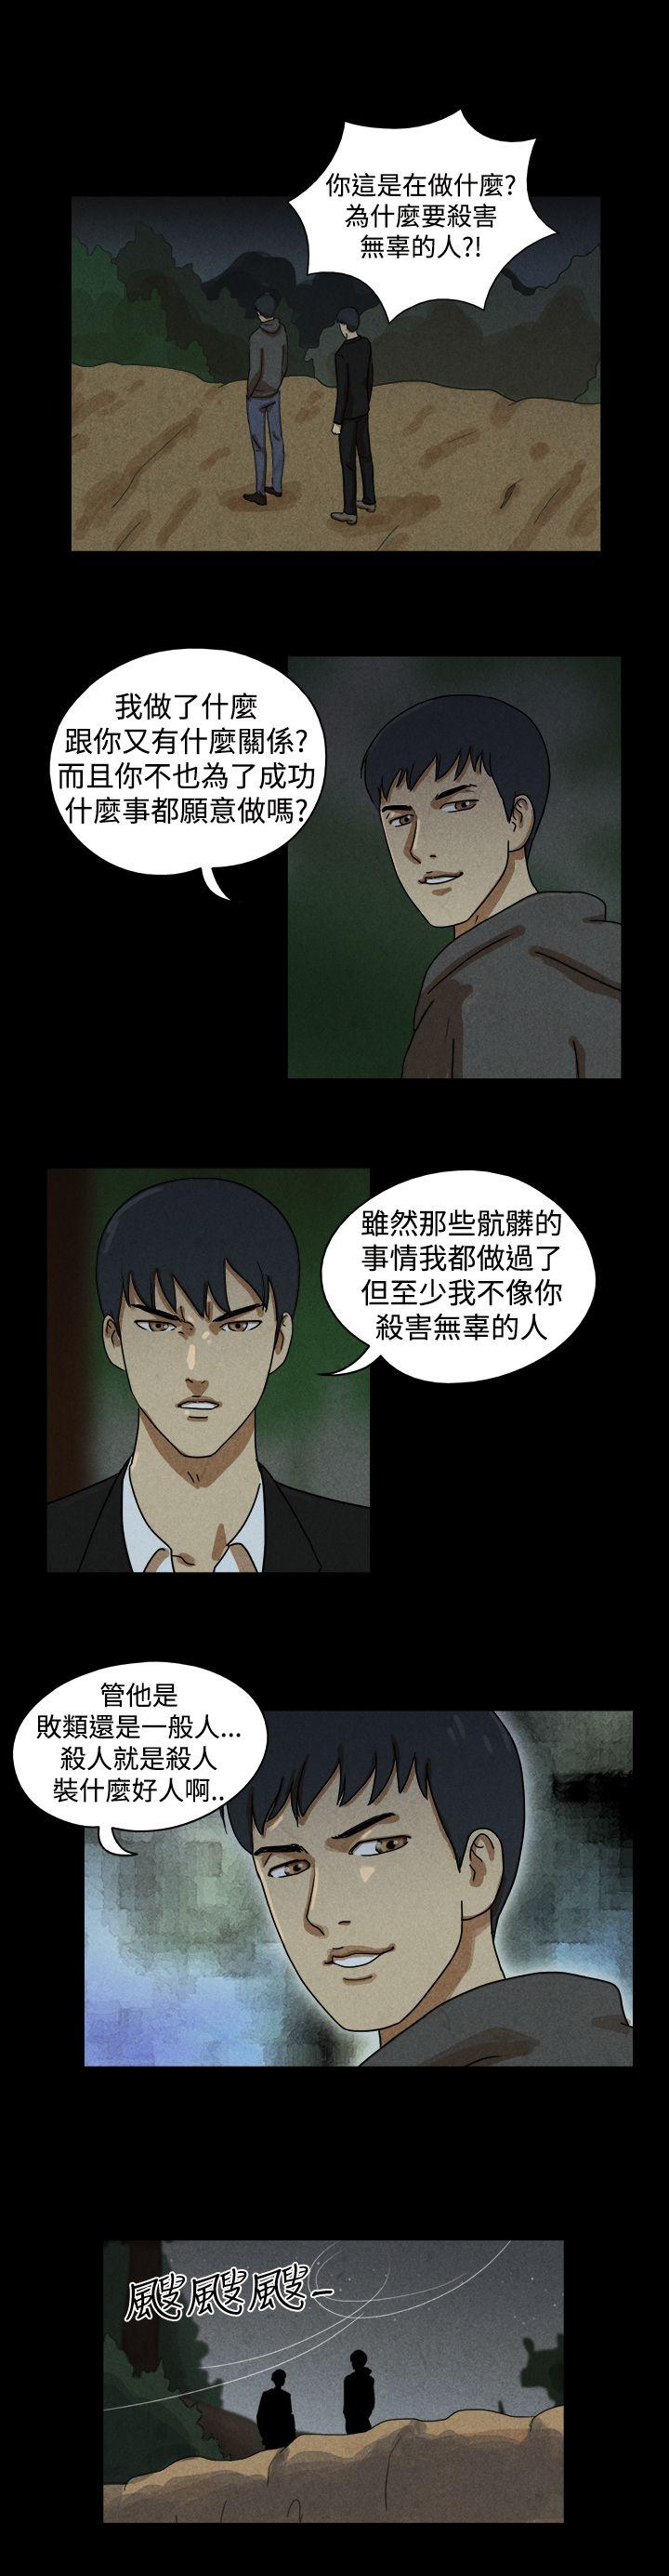 你這是在做什麼?
為什麼要殺害
無辜的人?!
我做了什麼
跟你又有什麼關係?
而且你不也為了成功
什麼事都願意做嗎?
雖然那些骯髒的
事情我都做過了
但至少我不像你
殺害無辜的人
管他是
敗類還是一般人...
殺人就是殺人
裝什麼好人啊..
颼颼颼–